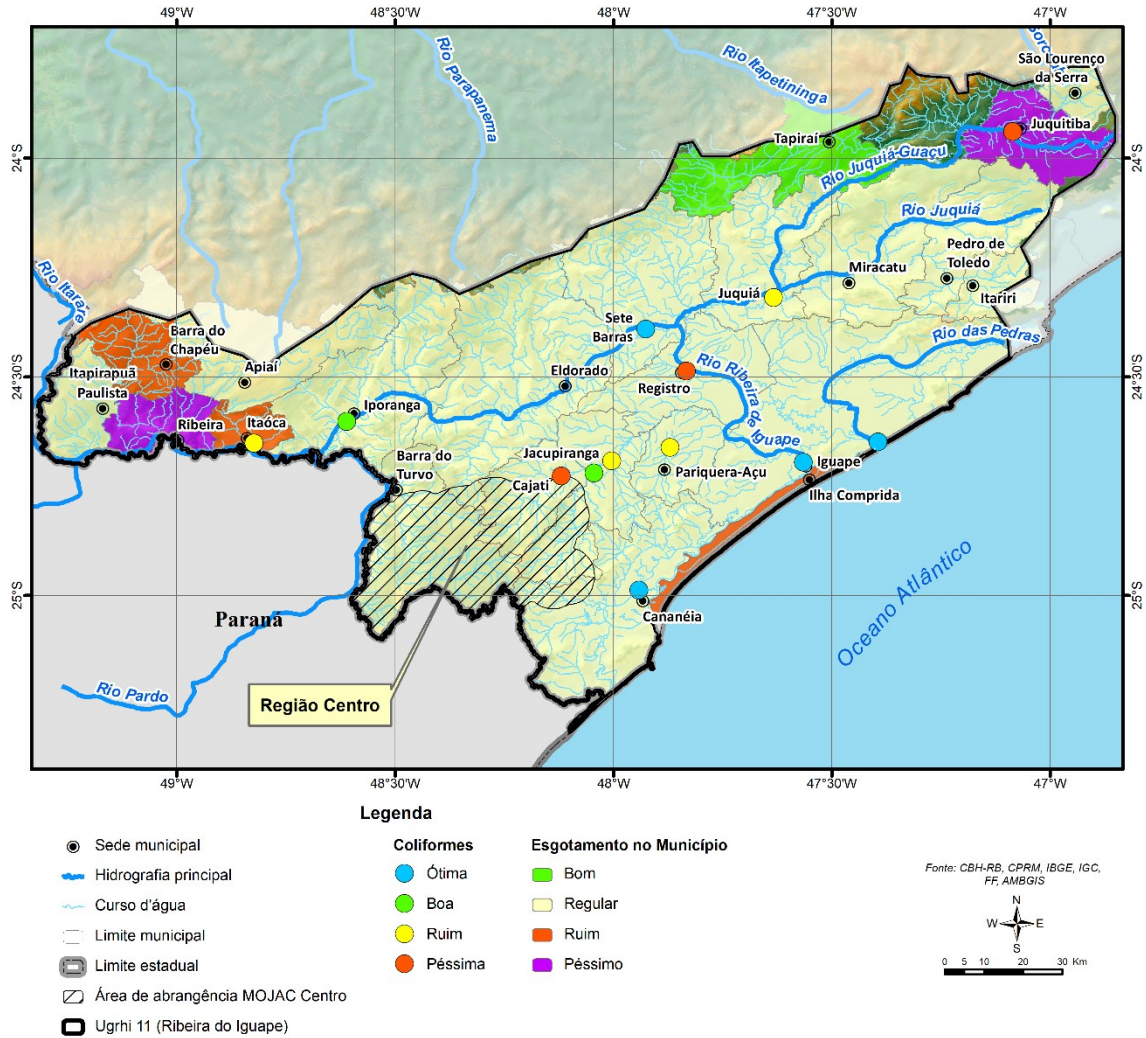 49°W
48°30'W
48°W
47°30'W
47°W
Rio Parapanema
Rio Itapetininga
Sorocab
São Lourenço
da Serra
Juquitiba
Tapiraí
24°S
24°S
Rio Juquiá-Guaçu
Rio Juquiá
Pedro de
Toledo
Miracatu
Itariri
Rio Itarare
Juquiá
Sete
Barras
Rio das Pedras
Barra do
Chapéu
Apiaí
Itapirapuã
Paulista
24°30'S
24°30'S
Eldorado
Registro
Rio Ribeira de Iguape
Iporanga
Ribeira
Itaóca
Barra do
Turvo
Jacupiranga
Cajati
Pariquera-Açu
Iguape
Ilha Comprida
25°S
25°S
Cananéia
Oceano Atlântico
Paraná
Rio Pardo
Região Centro
49°W
48°30'W
48°W
47°30'W
47°W
Legenda
Sede municipal
Hidrografia principal
Curso d'água
Limite municipal
Limite estadual
Área de abrangência MOJAC Centro
Ugrhi 11 (Ribeira do Iguape)
Coliformes
Ótima
Boa
Ruim
Péssima
Esgotamento no Município
Bom
Regular
Ruim
Péssimo
Fonte: CBH-RB, CPRM, IBGE, IGC,
FF, AMBGIS
N
W E
S
0 5 10 20 30 Km